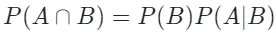 P(A ∩ B) = P(B)P(A|B)